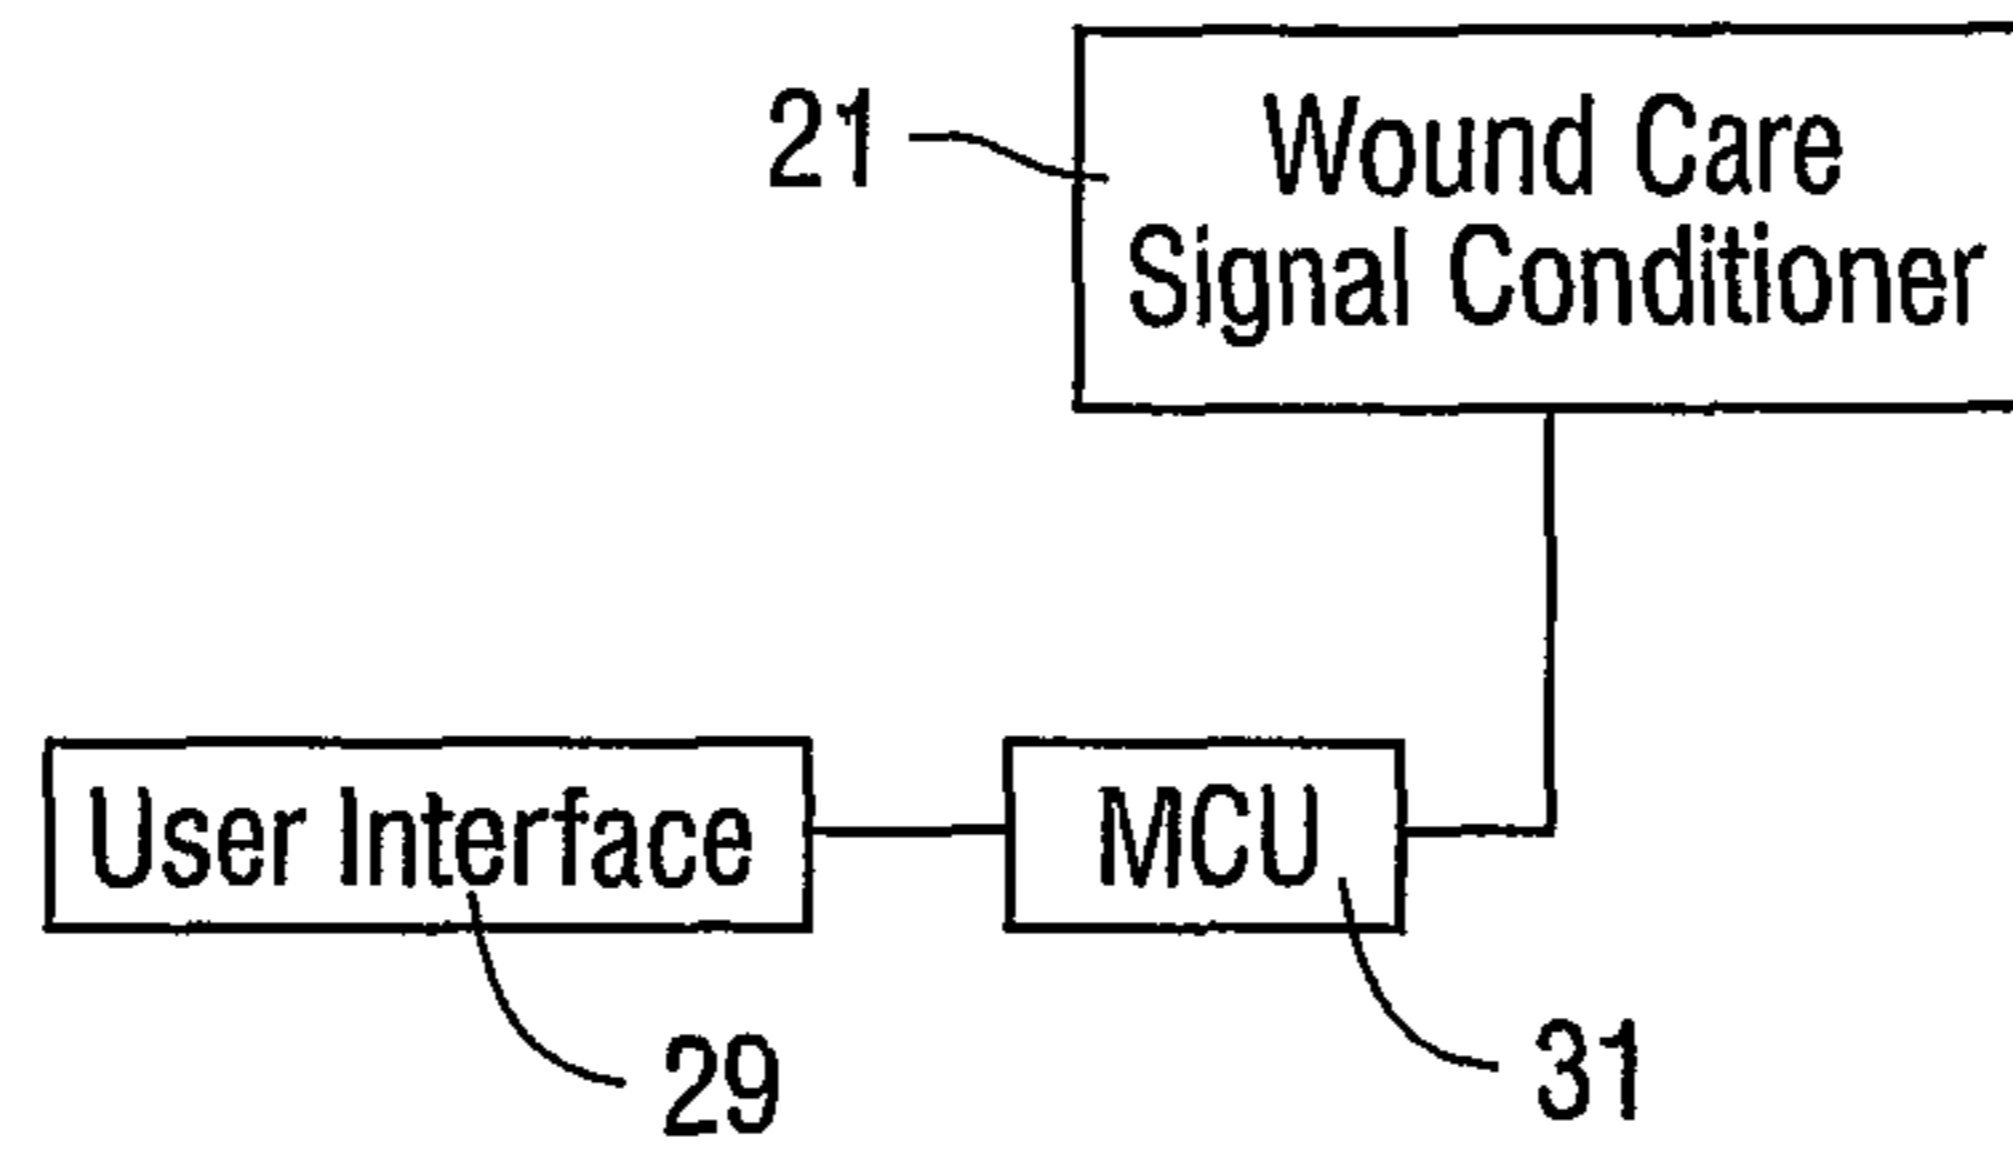 21
Wound Care
Signal Conditioner
User Interface
MCU
29
31